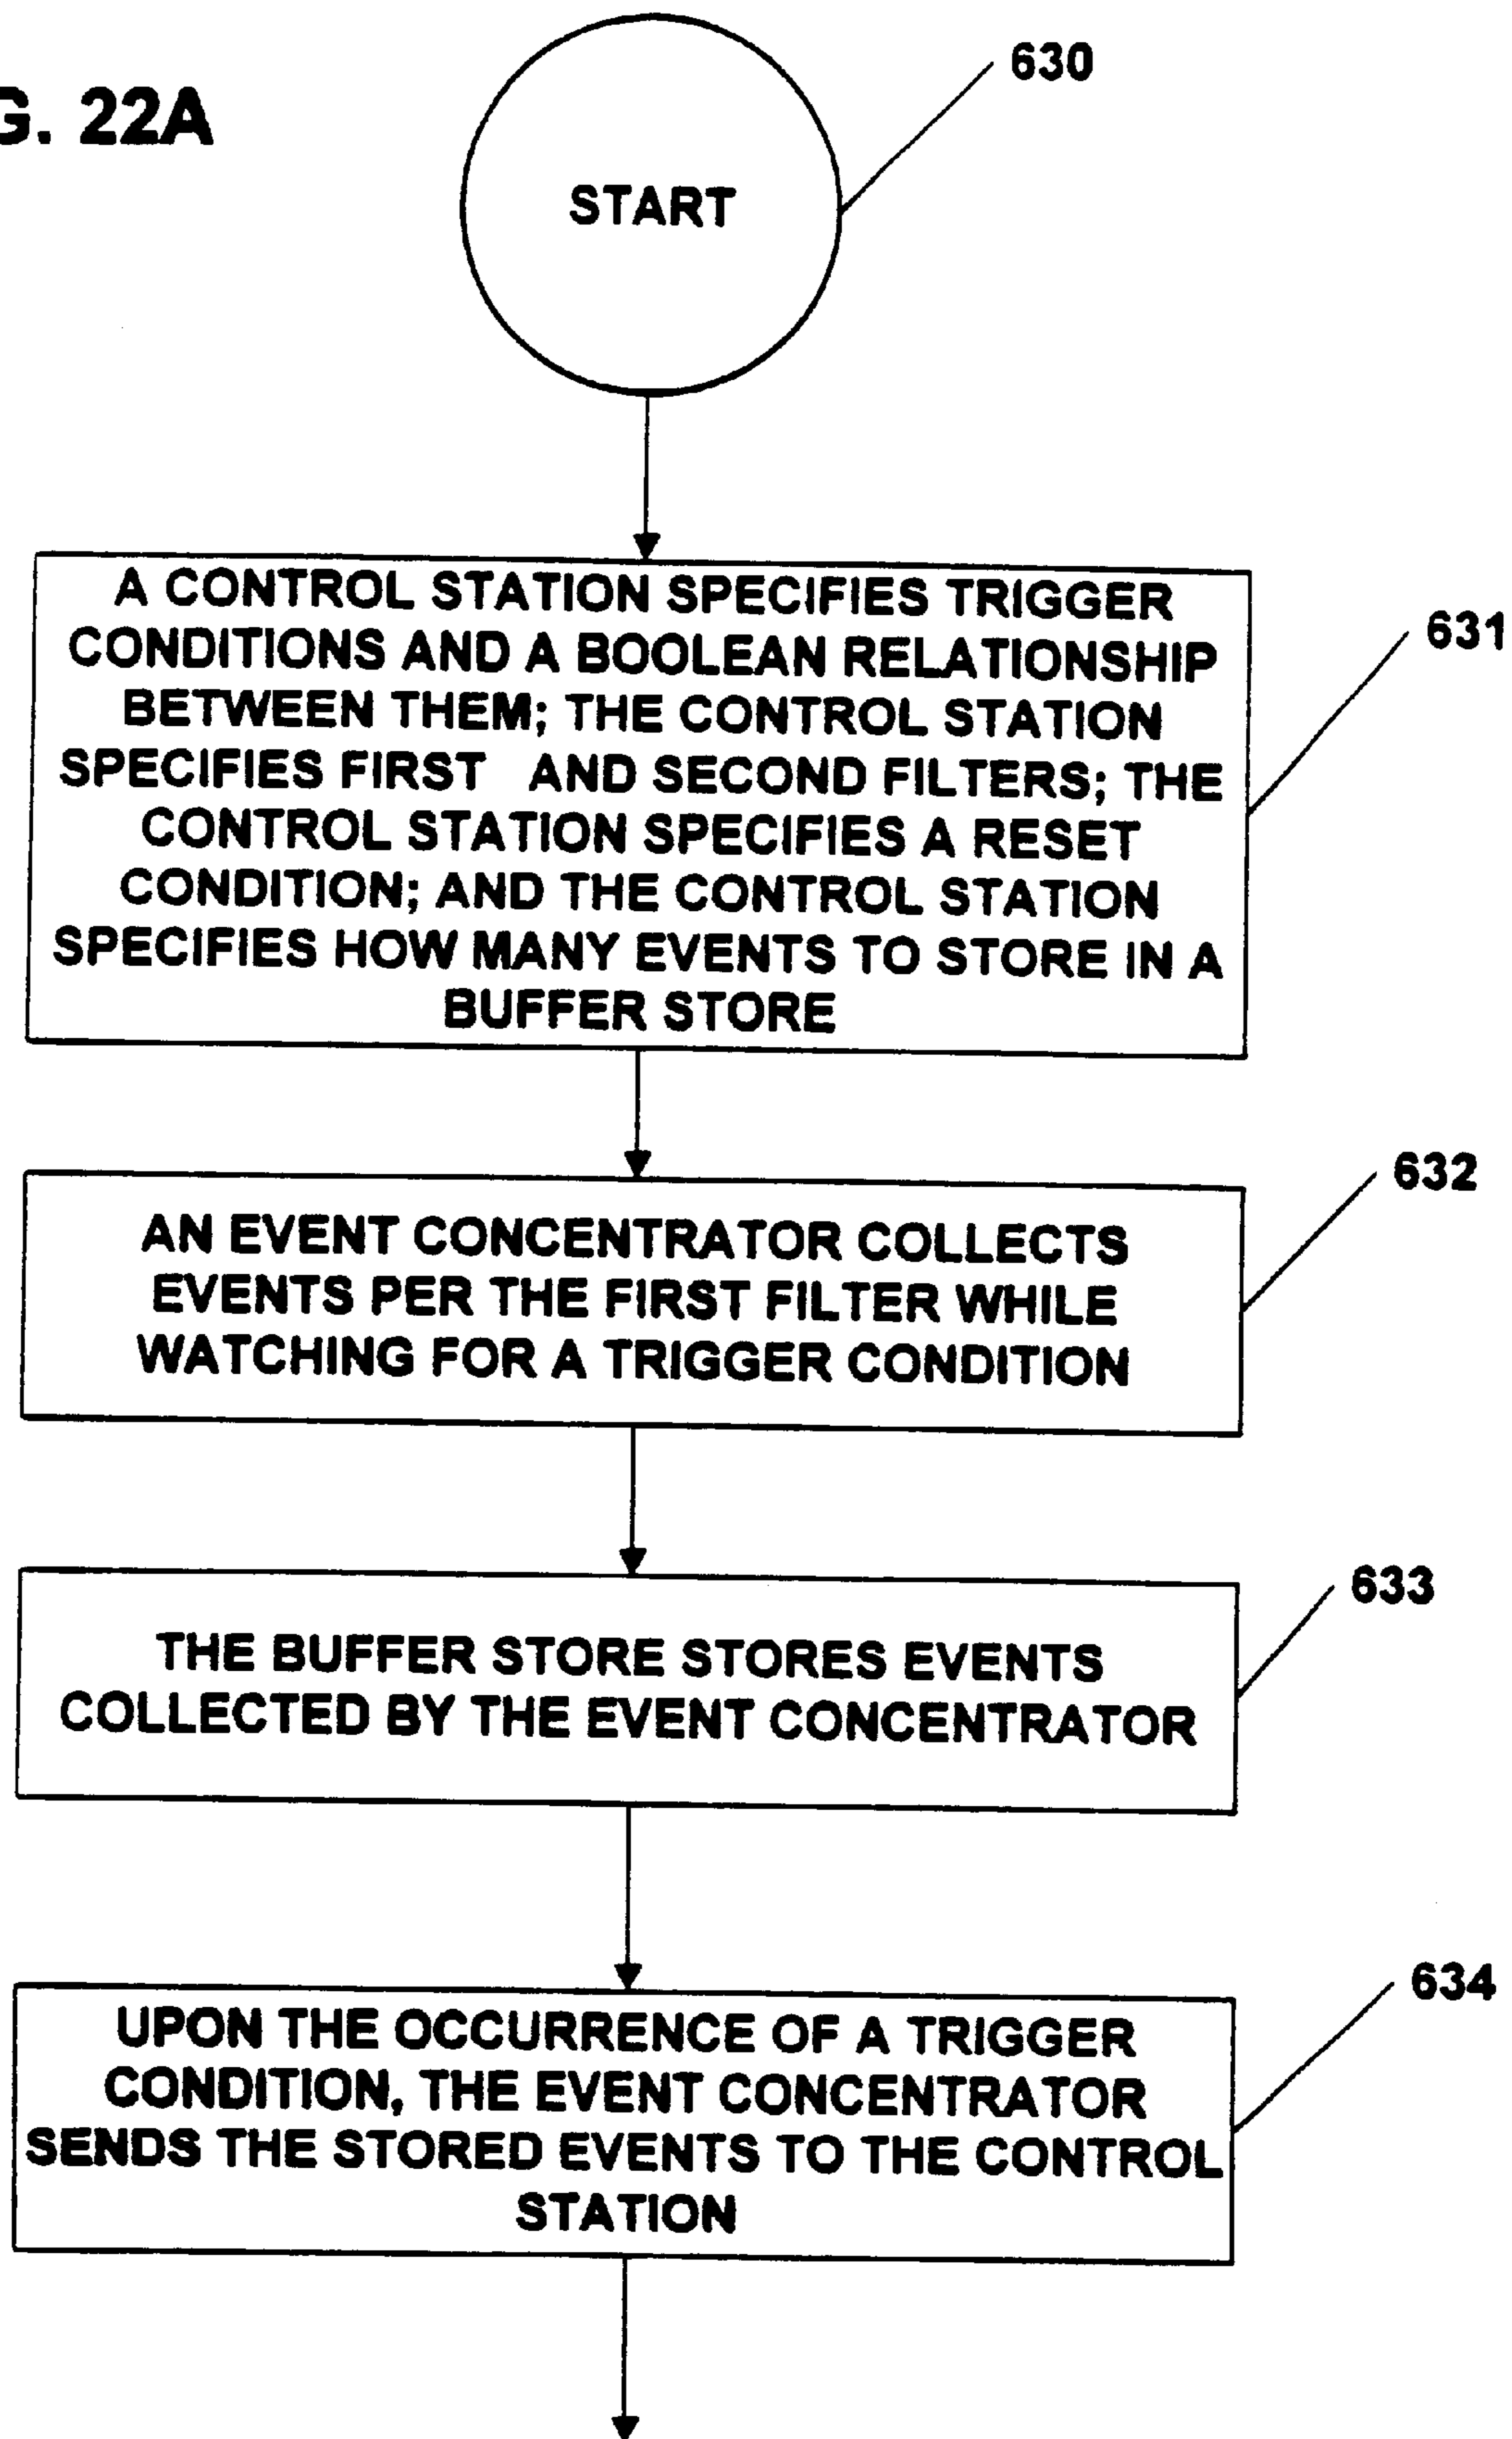 G. 22A
630
START
A CONTROL STATION SPECIFIES TRIGGER
CONDITIONS AND A BOOLEAN RELATIONSHIP
BETWEEN THEM; THE CONTROL STATION
SPECIFIES FIRST AND SECOND FILTERS; THE
CONTROL STATION SPECIFIES A RESET
CONDITION; AND THE CONTROL STATION
SPECIFIES HOW MANY EVENTS TO STORE IN A
BUFFER STORE
631
AN EVENT CONCENTRATOR COLLECTS
EVENTS PER THE FIRST FILTER WHILE
WATCHING FOR A TRIGGER CONDITION
632
THE BUFFER STORE STORES EVENTS
COLLECTED BY THE EVENT CONCENTRATOR
633
UPON THE OCCURRENCE OF A TRIGGER
CONDITION, THE EVENT CONCENTRATOR
SENDS THE STORED EVENTS TO THE CONTROL
STATION
634